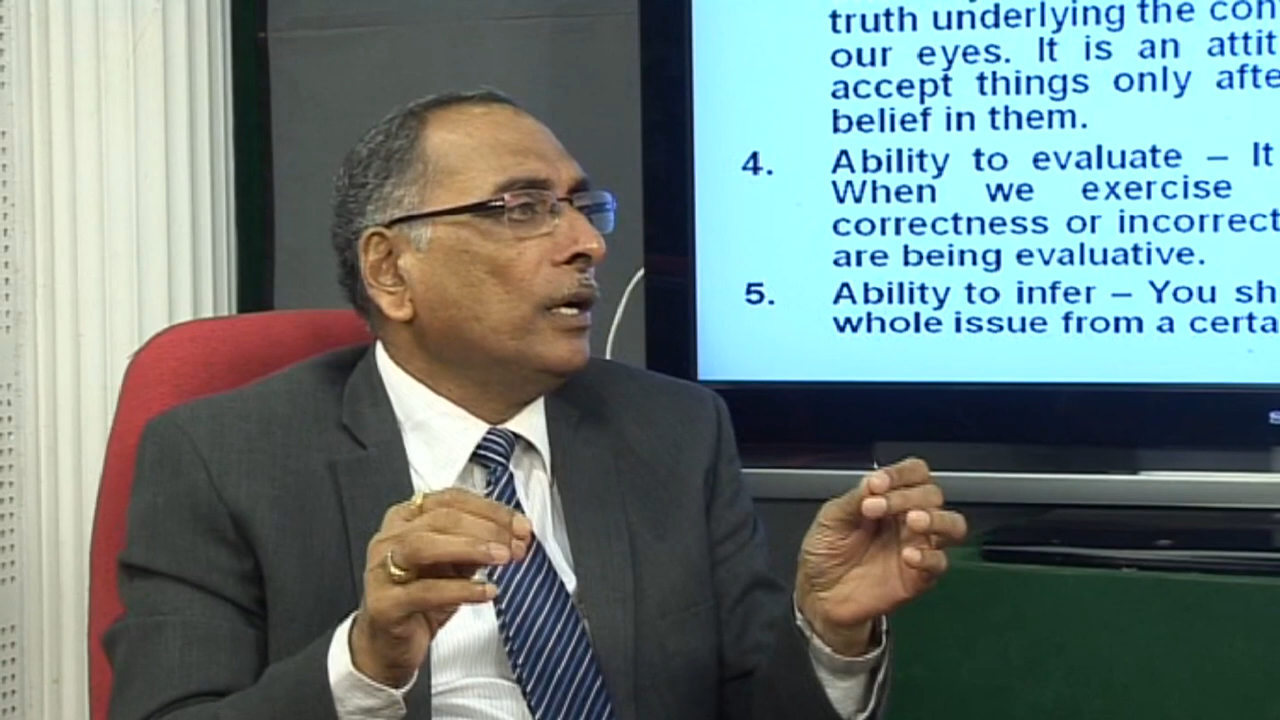 truth underlying the con
our eyes. It is an attit
accept things only afte
belief in them.
4. Ability to evaluate – It
When we exercise
correctness or incorrect
are being evaluative.
5. Ability to infer – You sh
whole issue from a certa
S